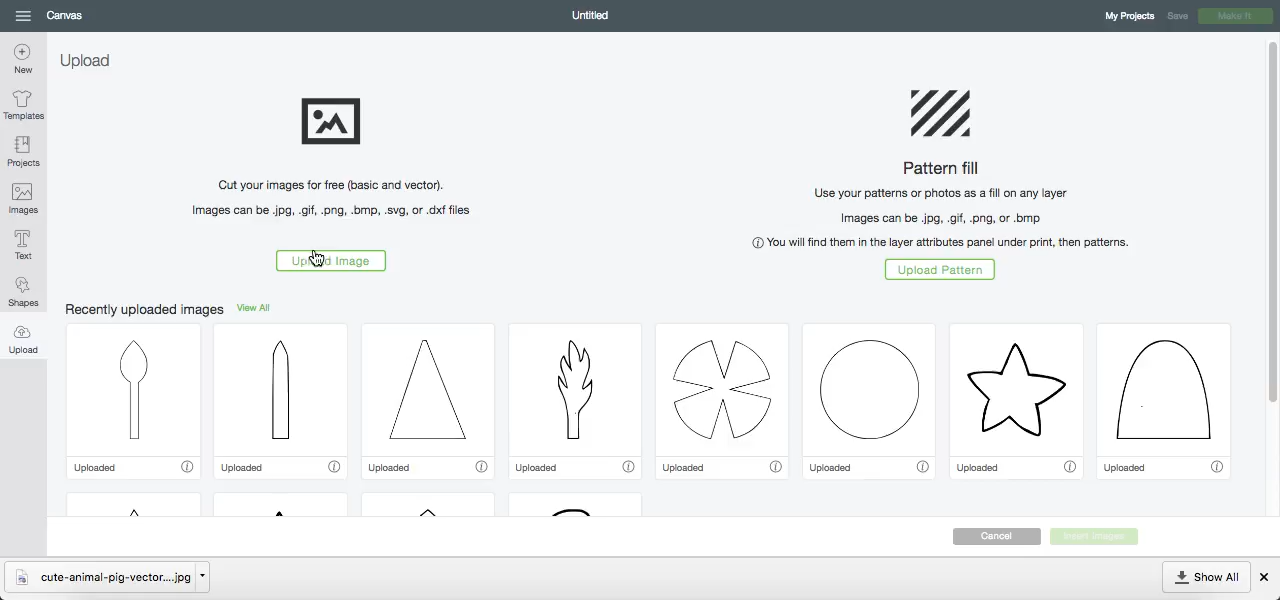 Canvas
Untitled
My Projects
Save
Make It
New
Templates
Projects
Images
Text
Shapes
Upload
Upload
Cut your images for free (basic and vector).
Images can be .jpg, .gif, .png, .bmp, .svg, or .dxf files
Upload Image
Pattern fill
Use your patterns or photos as a fill on any layer
Images can be .jpg, .gif, .png, or .bmp
You will find them in the layer attributes panel under print, then patterns.
Upload Pattern
Recently uploaded images
View All
Uploaded
Uploaded
Uploaded
Uploaded
Uploaded
Uploaded
Uploaded
Uploaded
Cancel
Insert Images
cute-animal-pig-vector....jpg
Show All